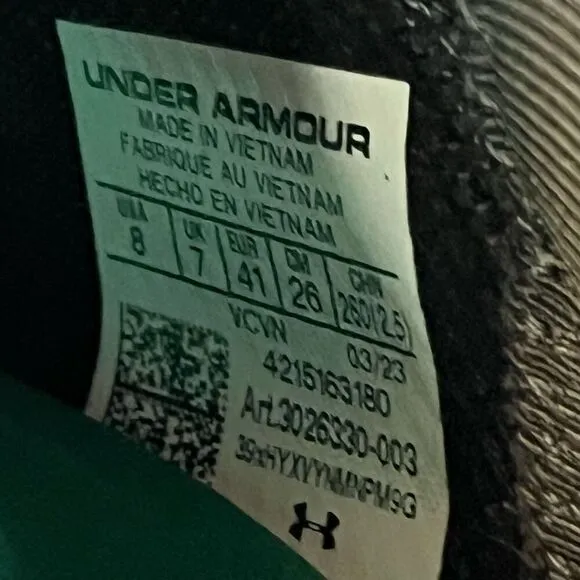 UNDER ARMOUR
MADE IN VIETNAM
FABRIQUE AU VIETNAM
HECHO EN VIETNAM
USA UK EUR CM CHN
8 7 41 26 260(2.5)
VCVN 03/23
4215163180
Art.3026330-003